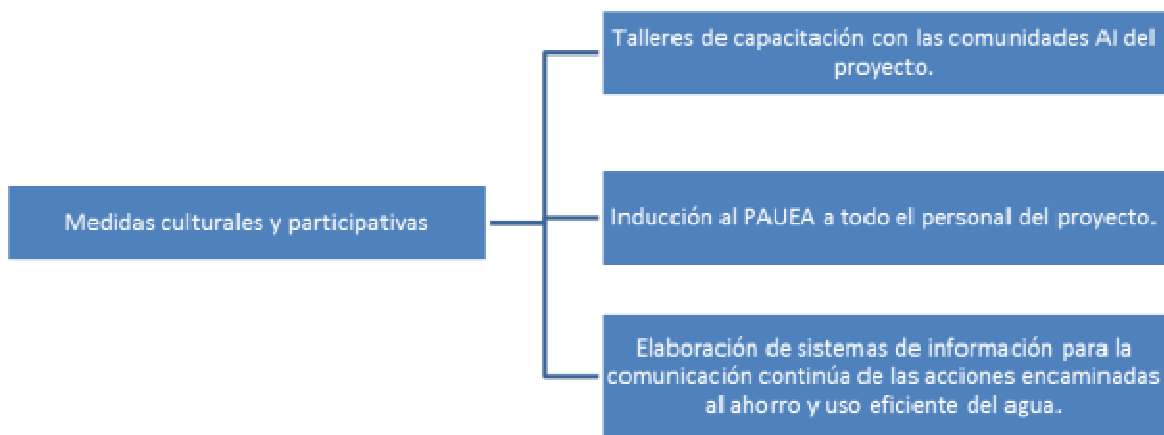 Talleres de capacitación con las comunidades AI del
proyecto.
Medidas culturales y participativas
Inducción al PAUEA a todo el personal del proyecto.
Elaboración de sistemas de información para la
comunicación continúa de las acciones encaminadas
al ahorro y uso eficiente del agua.